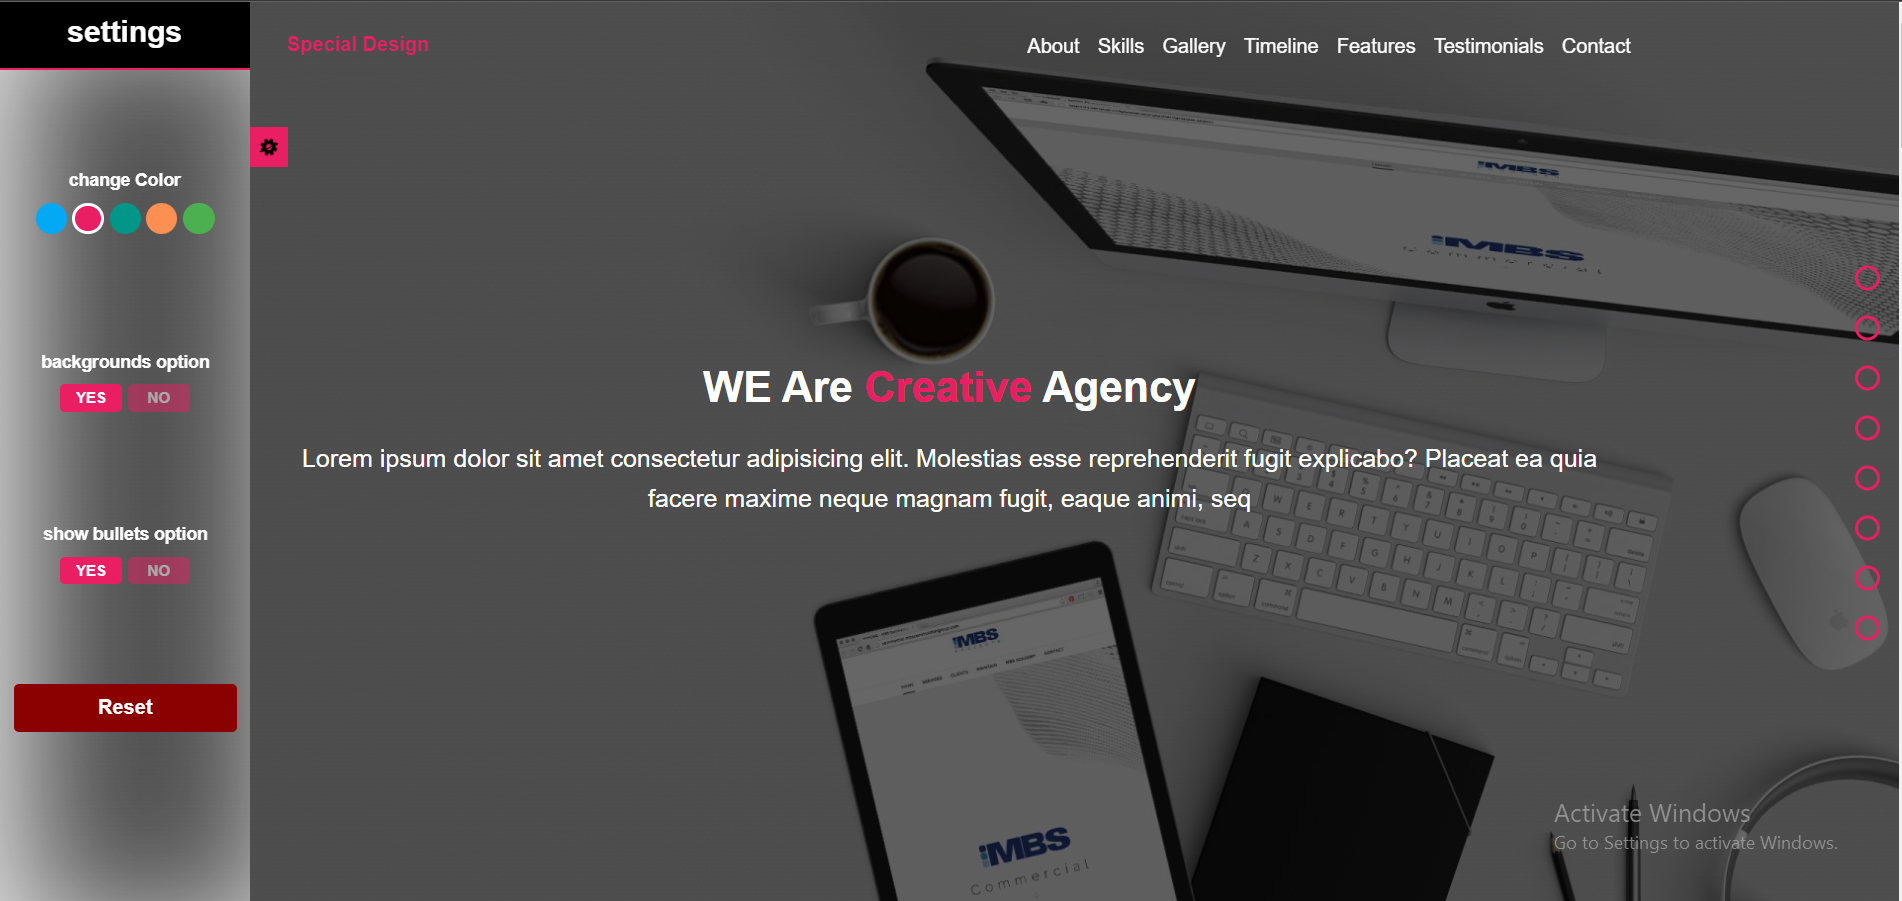 settings
Special Design
About Skills Gallery Timeline Features Testimonials Contact
change Color
backgrounds option
YES NO
show bullets option
YES NO
Reset
WE Are Creative Agency
Lorem ipsum dolor sit amet consectetur adipisicing elit. Molestias esse reprehenderit fugit explicabo? Placeat ea quia
facere maxime neque magnam fugit, eaque animi, seq
MBS
MBS
MBS
MBS
Commercial
Activate Windows
Go to Settings to activate Windows.